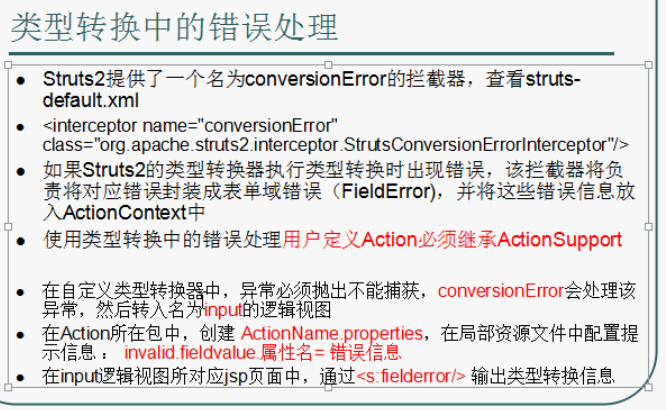 类型转换中的错误处理
● Struts2提供了一个名为conversionError的拦截器，查看struts-
default.xml
● <interceptor name="conversionError"
class="org.apache.struts2.interceptor.StrutsConversionErrorInterceptor"/>
● 如果Struts2的类型转换器执行类型转换时出现错误，该拦截器将负
责将对应错误封装成表单域错误（FieldError)，并将这些错误信息放
入ActionContext中
● 使用类型转换中的错误处理用户定义Action必须继承ActionSupport
● 在自定义类型转换器中，异常必须抛出不能捕获，conversionError会处理该
异常，然后转入名为input的逻辑视图
● 在Action所在包中，创建 ActionName.properties，在局部资源文件中配置提
示信息 ： invalid.fieldvalue.属性名= 错误信息
● 在input逻辑视图所对应jsp页面中，通过<s:fielderror/> 输出类型转换信息